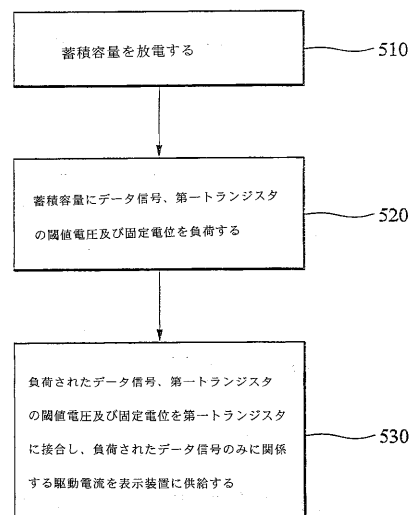 蓄積容量を放電する
510
蓄積容量にデータ信号、第一トランジスタ
の閾値電圧及び固定電位を負荷する
520
負荷されたデータ信号、第一トランジスタ
の閾値電圧及び固定電位を第一トランジスタ
に接合し、負荷されたデータ信号のみに関係
する駆動電流を表示装置に供給する
530